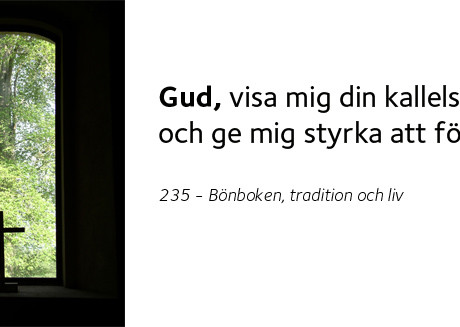 Gud, visa mig din kallels
och ge mig styrka att fö
235 – Bönboken, tradition och liv